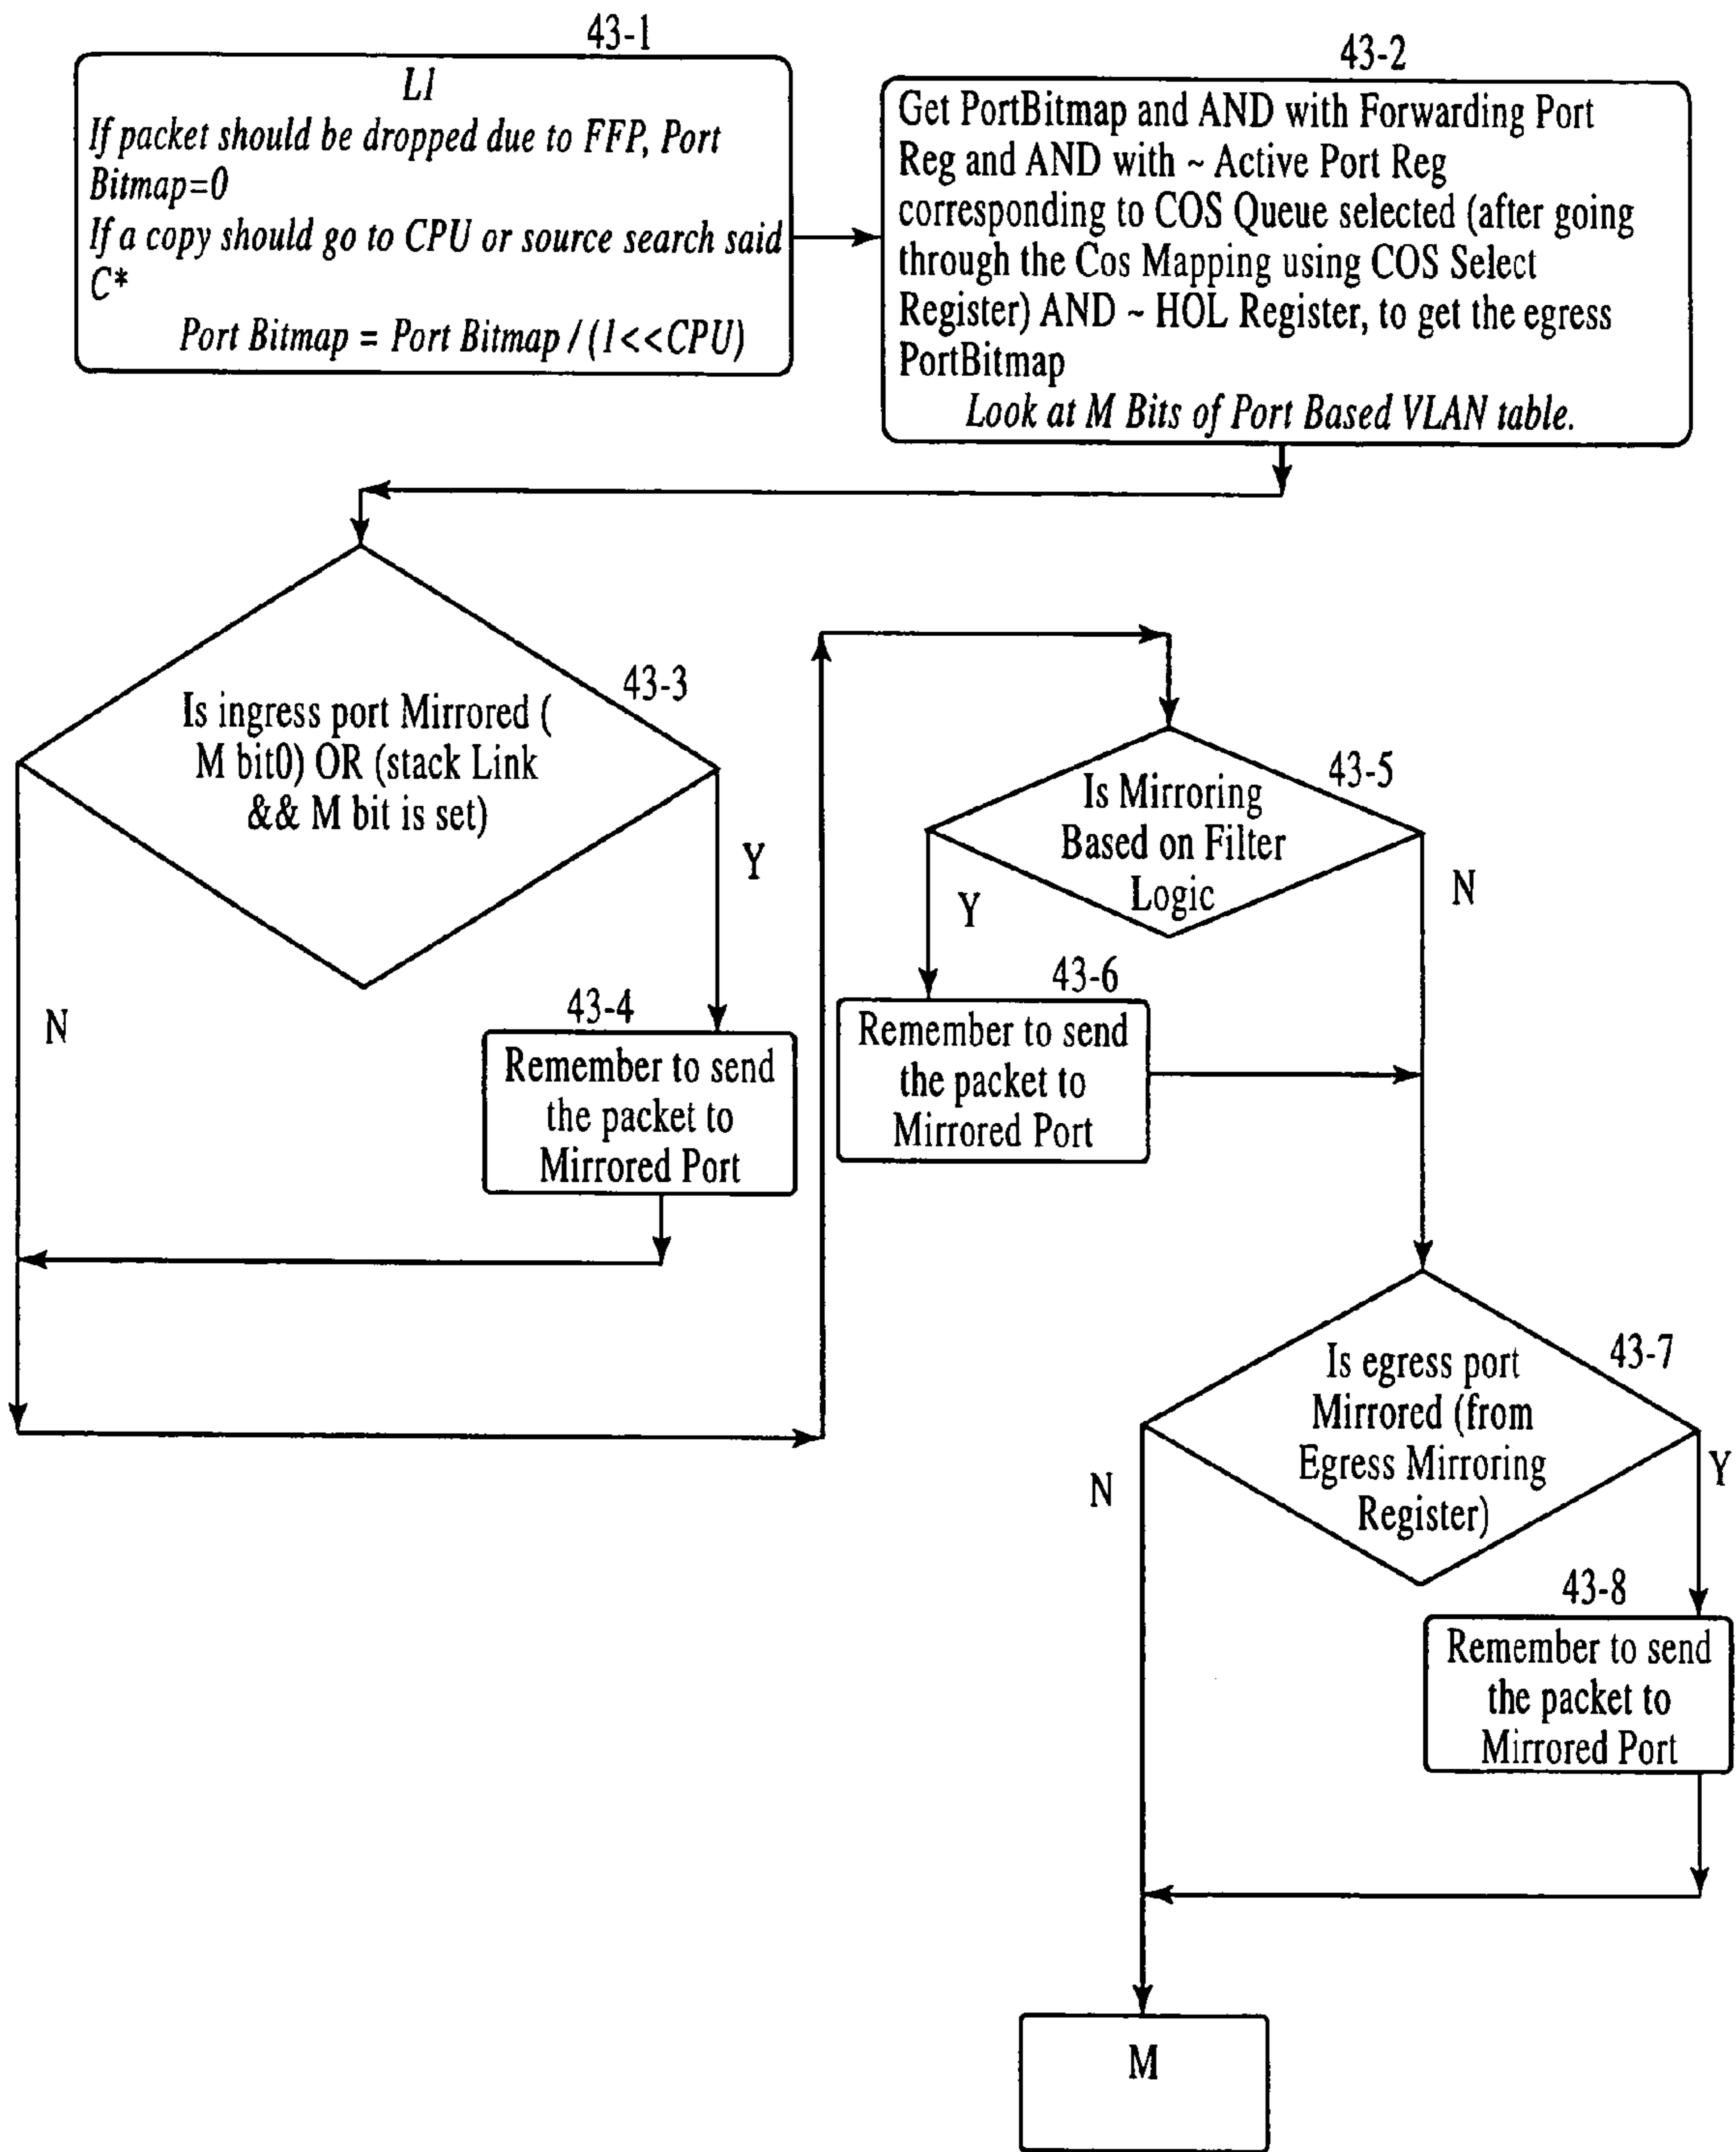 43-1
L1
If packet should be dropped due to FFP, Port
Bitmap=0
If a copy should go to CPU or source search said
C*
Port Bitmap = Port Bitmap / (1<<CPU)
43-2
Get PortBitmap and AND with Forwarding Port
Reg and AND with ~ Active Port Reg
corresponding to COS Queue selected (after going
through the Cos Mapping using COS Select
Register) AND ~ HOL Register, to get the egress
PortBitmap
Look at M Bits of Port Based VLAN table.
43-3
Is ingress port Mirrored (
M bit0) OR (stack Link
&& M bit is set)
Y
N
43-4
Remember to send
the packet to
Mirrored Port
43-5
Is Mirroring
Based on Filter
Logic
Y
N
43-6
Remember to send
the packet to
Mirrored Port
43-7
Is egress port
Mirrored (from
Egress Mirroring
Register)
N
Y
43-8
Remember to send
the packet to
Mirrored Port
M